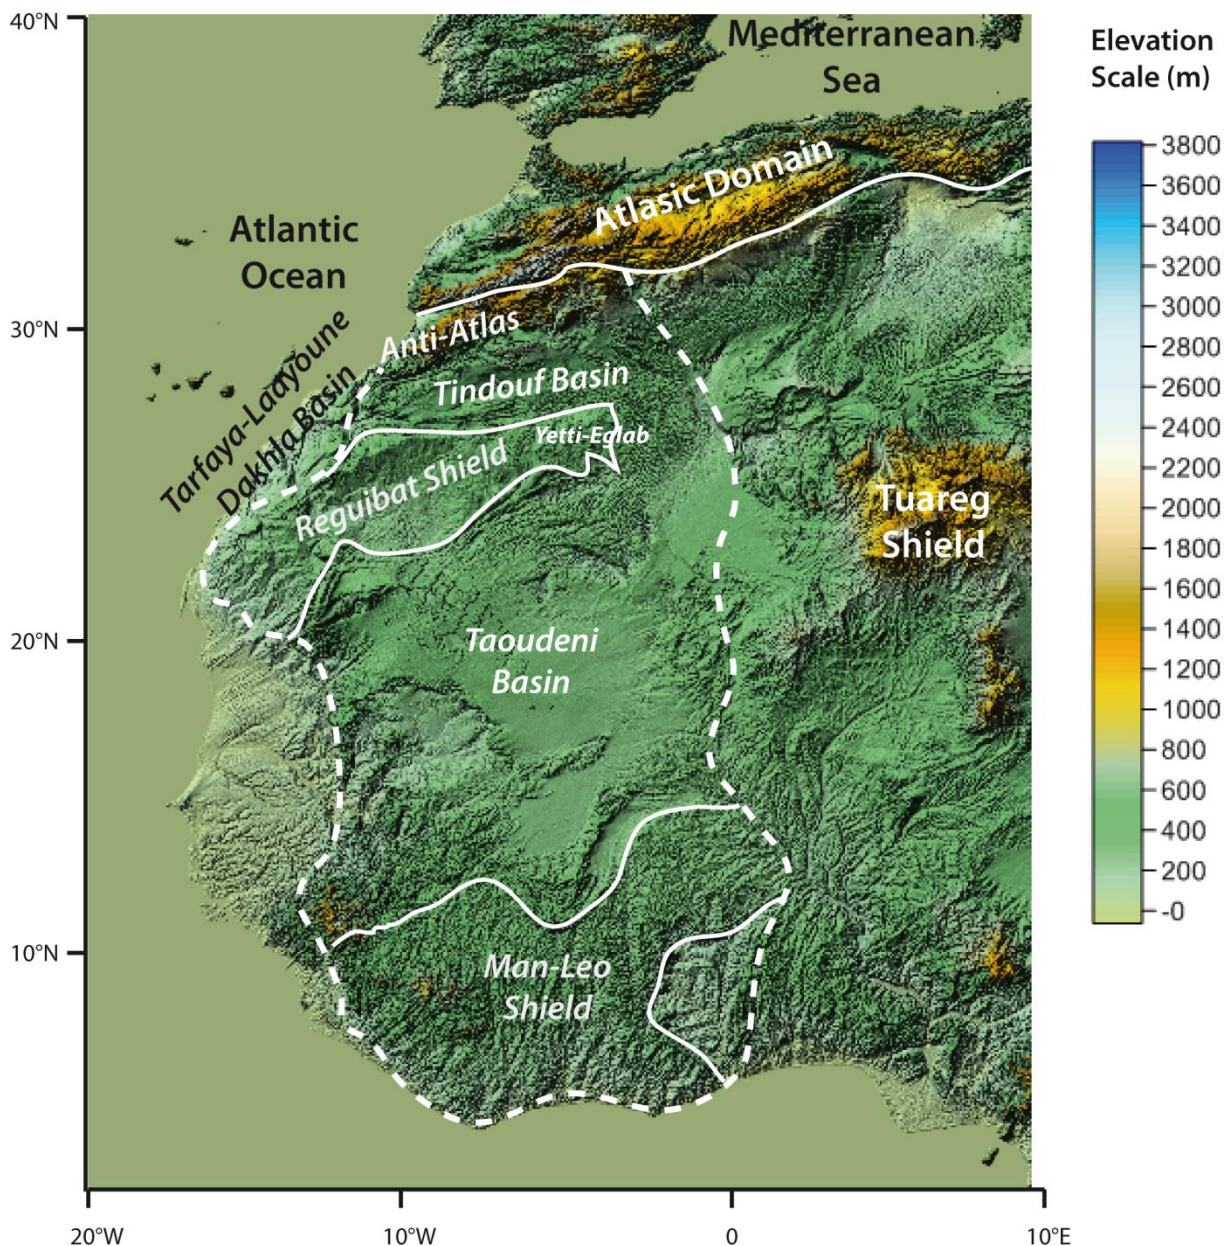 40°N
30°N
20°N
10°N
Mediterranean
Sea
Atlasic Domain
Atlantic
Ocean
Anti-Atlas
Tarfaya-Laayoune
Dakhla Basin
Tindouf Basin
Yetti-Eglab
Reguibat Shield
Tuareg
Shield
Taoudeni
Basin
Man-Leo
Shield
20°W
10°W
0
10°E
Elevation
Scale (m)
3800
3600
3400
3200
3000
2800
2600
2400
2200
2000
1800
1600
1400
1200
1000
800
600
400
200
-0